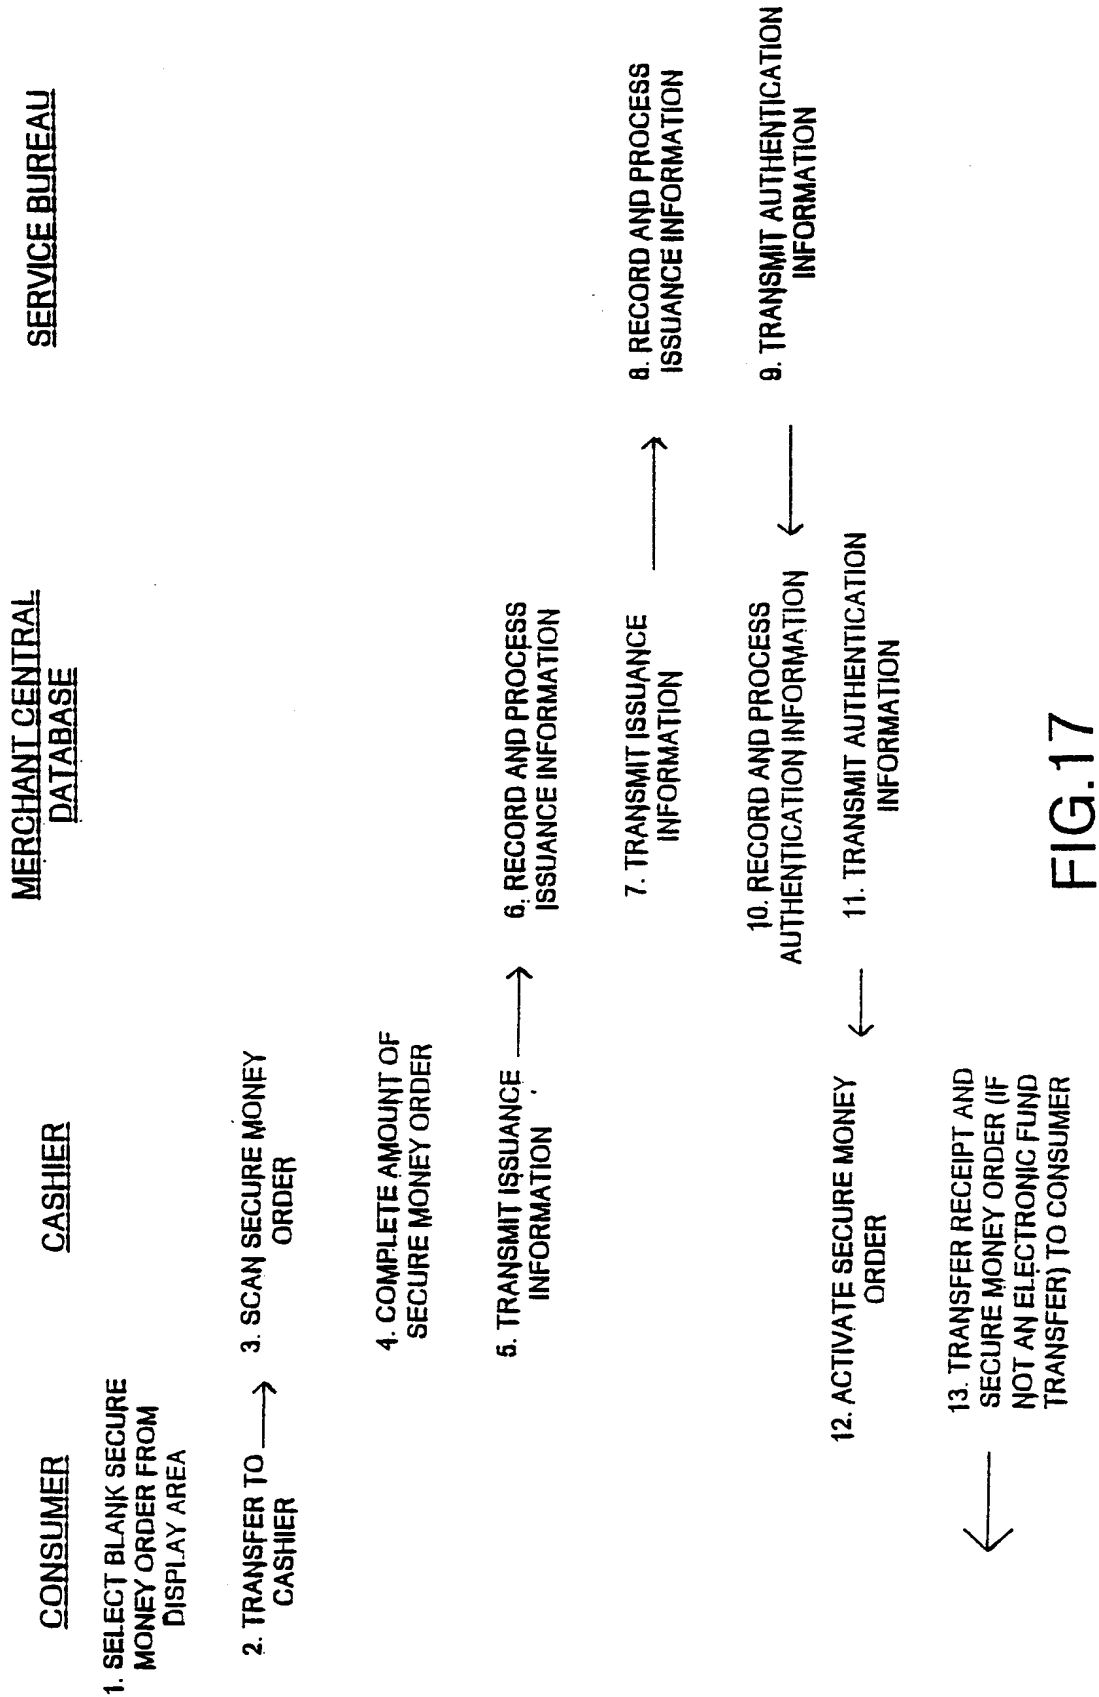 CONSUMER
CASHIER
MERCHANT CENTRAL
DATABASE
SERVICE BUREAU
1. SELECT BLANK SECURE
MONEY ORDER FROM
DISPLAY AREA
2. TRANSFER TO
CASHIER
3. SCAN SECURE MONEY
ORDER
4. COMPLETE AMOUNT OF
SECURE MONEY ORDER
5. TRANSMIT ISSUANCE
INFORMATION
6. RECORD AND PROCESS
ISSUANCE INFORMATION
7. TRANSMIT ISSUANCE
INFORMATION
8. RECORD AND PROCESS
ISSUANCE INFORMATION
9. TRANSMIT AUTHENTICATION
INFORMATION
10. RECORD AND PROCESS
AUTHENTICATION INFORMATION
11. TRANSMIT AUTHENTICATION
INFORMATION
12. ACTIVATE SECURE MONEY
ORDER
13. TRANSFER RECEIPT AND
SECURE MONEY ORDER (IF
NOT AN ELECTRONIC FUND
TRANSFER) TO CONSUMER
FIG.17